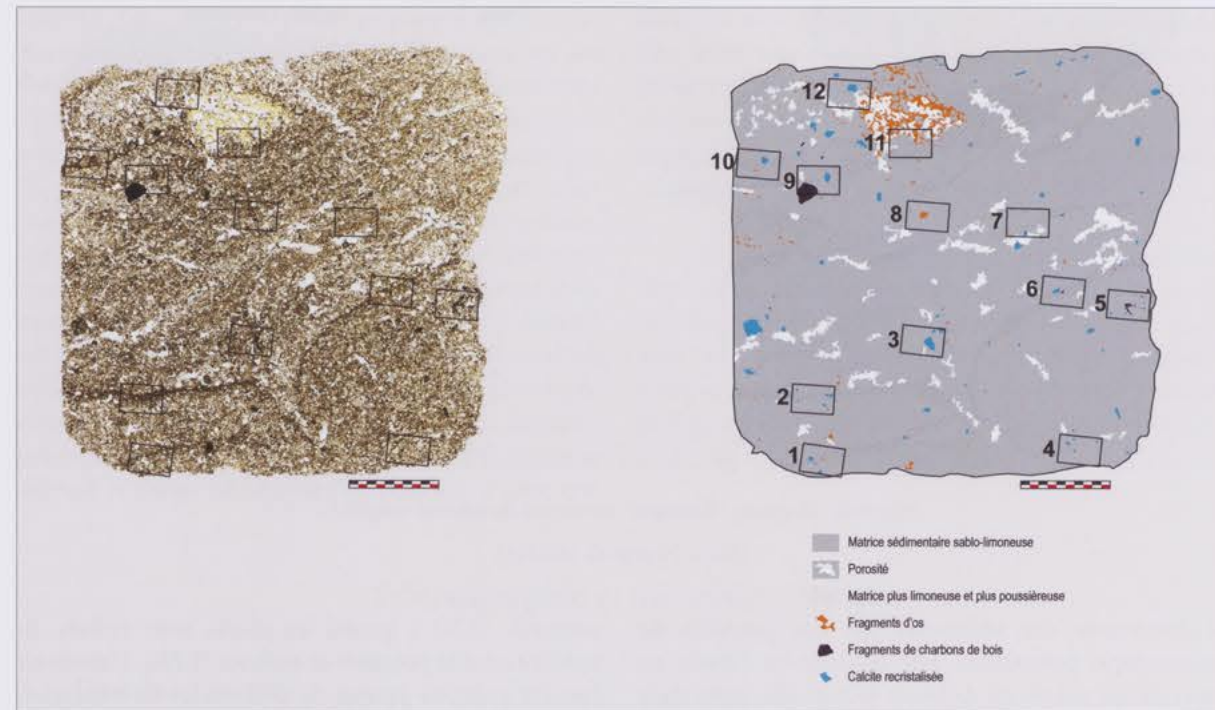 12
11
10
9
8
7
6
5
3
2
1
4
Matrice sédimentaire sablo-limoneuse
Porosité
Matrice plus limoneuse et plus poussièreuse
Fragments d'os
Fragments de charbons de bois
Calcite recristalisée